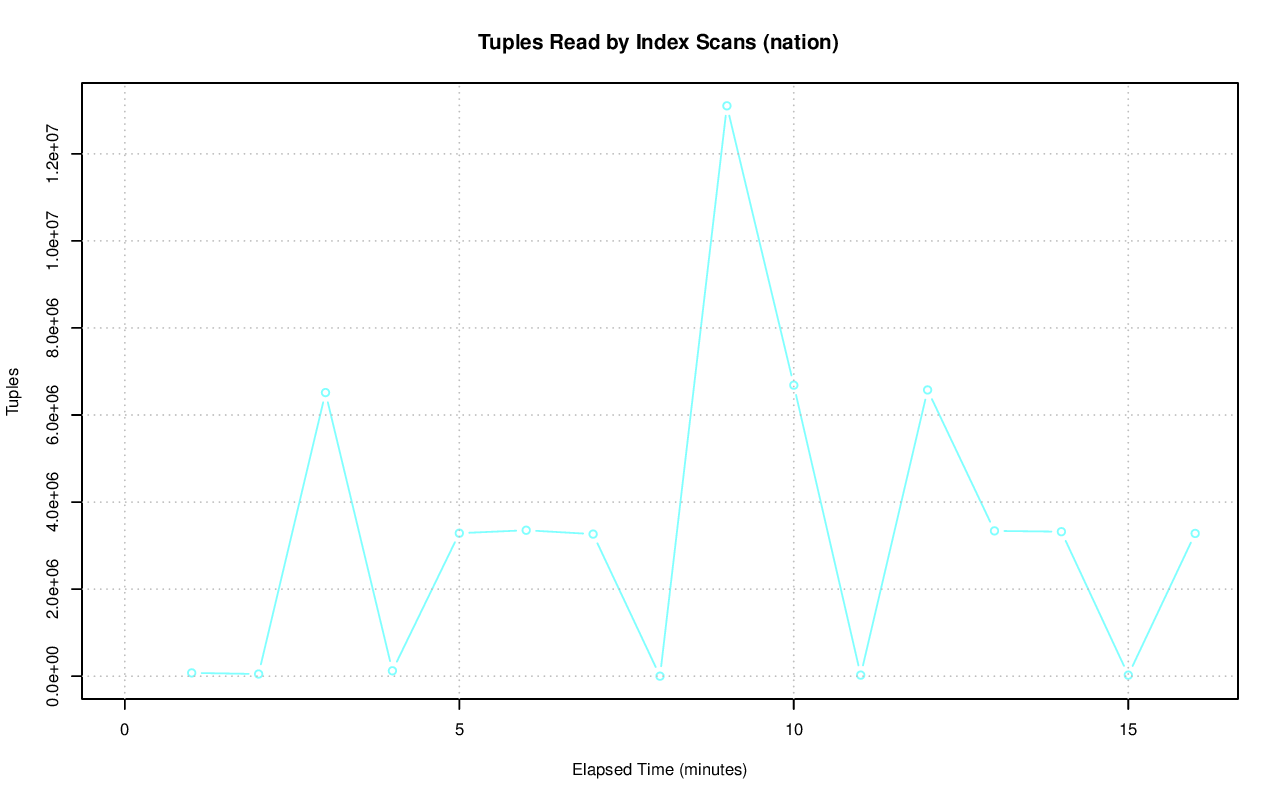 Tuples Read by Index Scans (nation)
1.2e+07
1.0e+07
8.0e+06
6.0e+06
4.0e+06
2.0e+06
0.0e+00
Tuples
0 5 10 15
Elapsed Time (minutes)